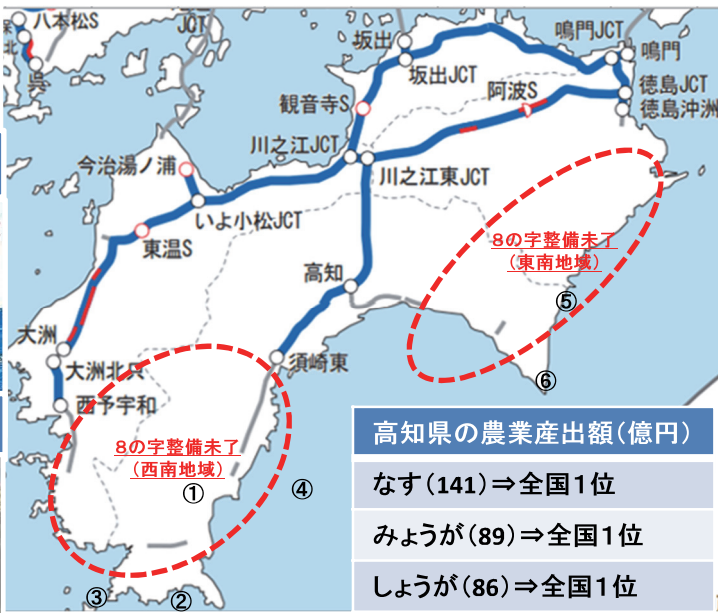 八本松S
JCT
呉
坂出
坂出JCT
鳴門JCT
鳴門
徳島JCT
徳島沖洲
阿波S
観音寺S
川之江JCT
川之江東JCT
今治湯ノ浦
いよ小松JCT
東温S
8の字整備未了
(東南地域)
高知
⑤
大洲
大洲北只
須崎東
⑥
西予宇和
8の字整備未了
(西南地域)
①
④
③
②
高知県の農業産出額(億円)
なす(141)⇒全国1位
みょうが(89)⇒全国1位
しょうが(86)⇒全国1位